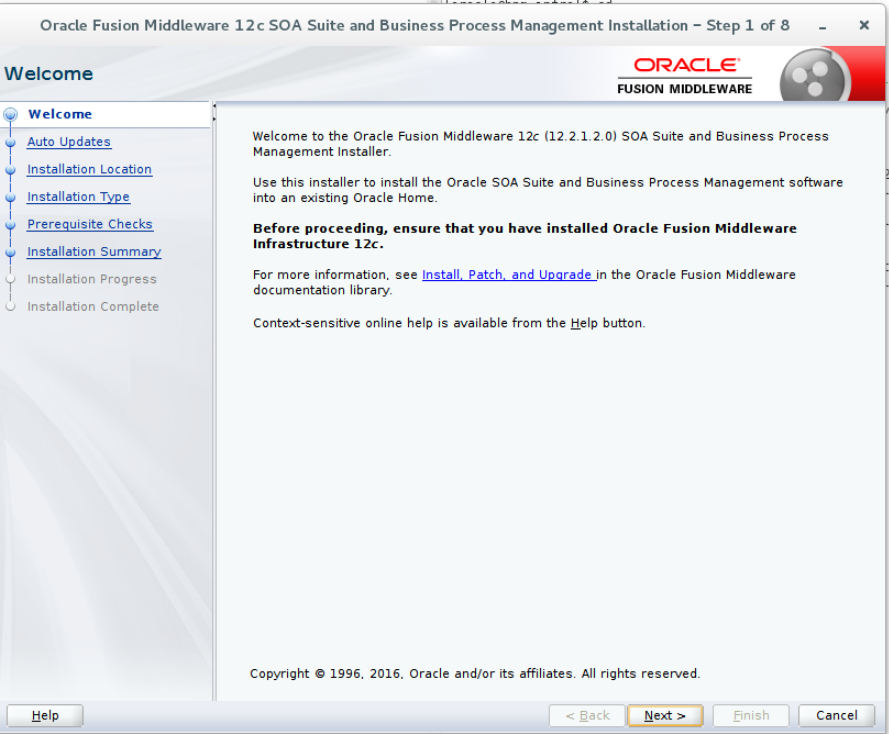 Oracle Fusion Middleware 12c SOA Suite and Business Process Management Installation – Step 1 of 8
Welcome
ORACLE
FUSION MIDDLEWARE
Welcome
Auto Updates
Installation Location
Installation Type
Prerequisite Checks
Installation Summary
Installation Progress
Installation Complete
Welcome to the Oracle Fusion Middleware 12c (12.2.1.2.0) SOA Suite and Business Process
Management Installer.
Use this installer to install the Oracle SOA Suite and Business Process Management software
into an existing Oracle Home.
Before proceeding, ensure that you have installed Oracle Fusion Middleware
Infrastructure 12c.
For more information, see Install, Patch, and Upgrade in the Oracle Fusion Middleware
documentation library.
Context-sensitive online help is available from the Help button.
Copyright © 1996, 2016, Oracle and/or its affiliates. All rights reserved.
Help
< Back
Next >
Finish
Cancel